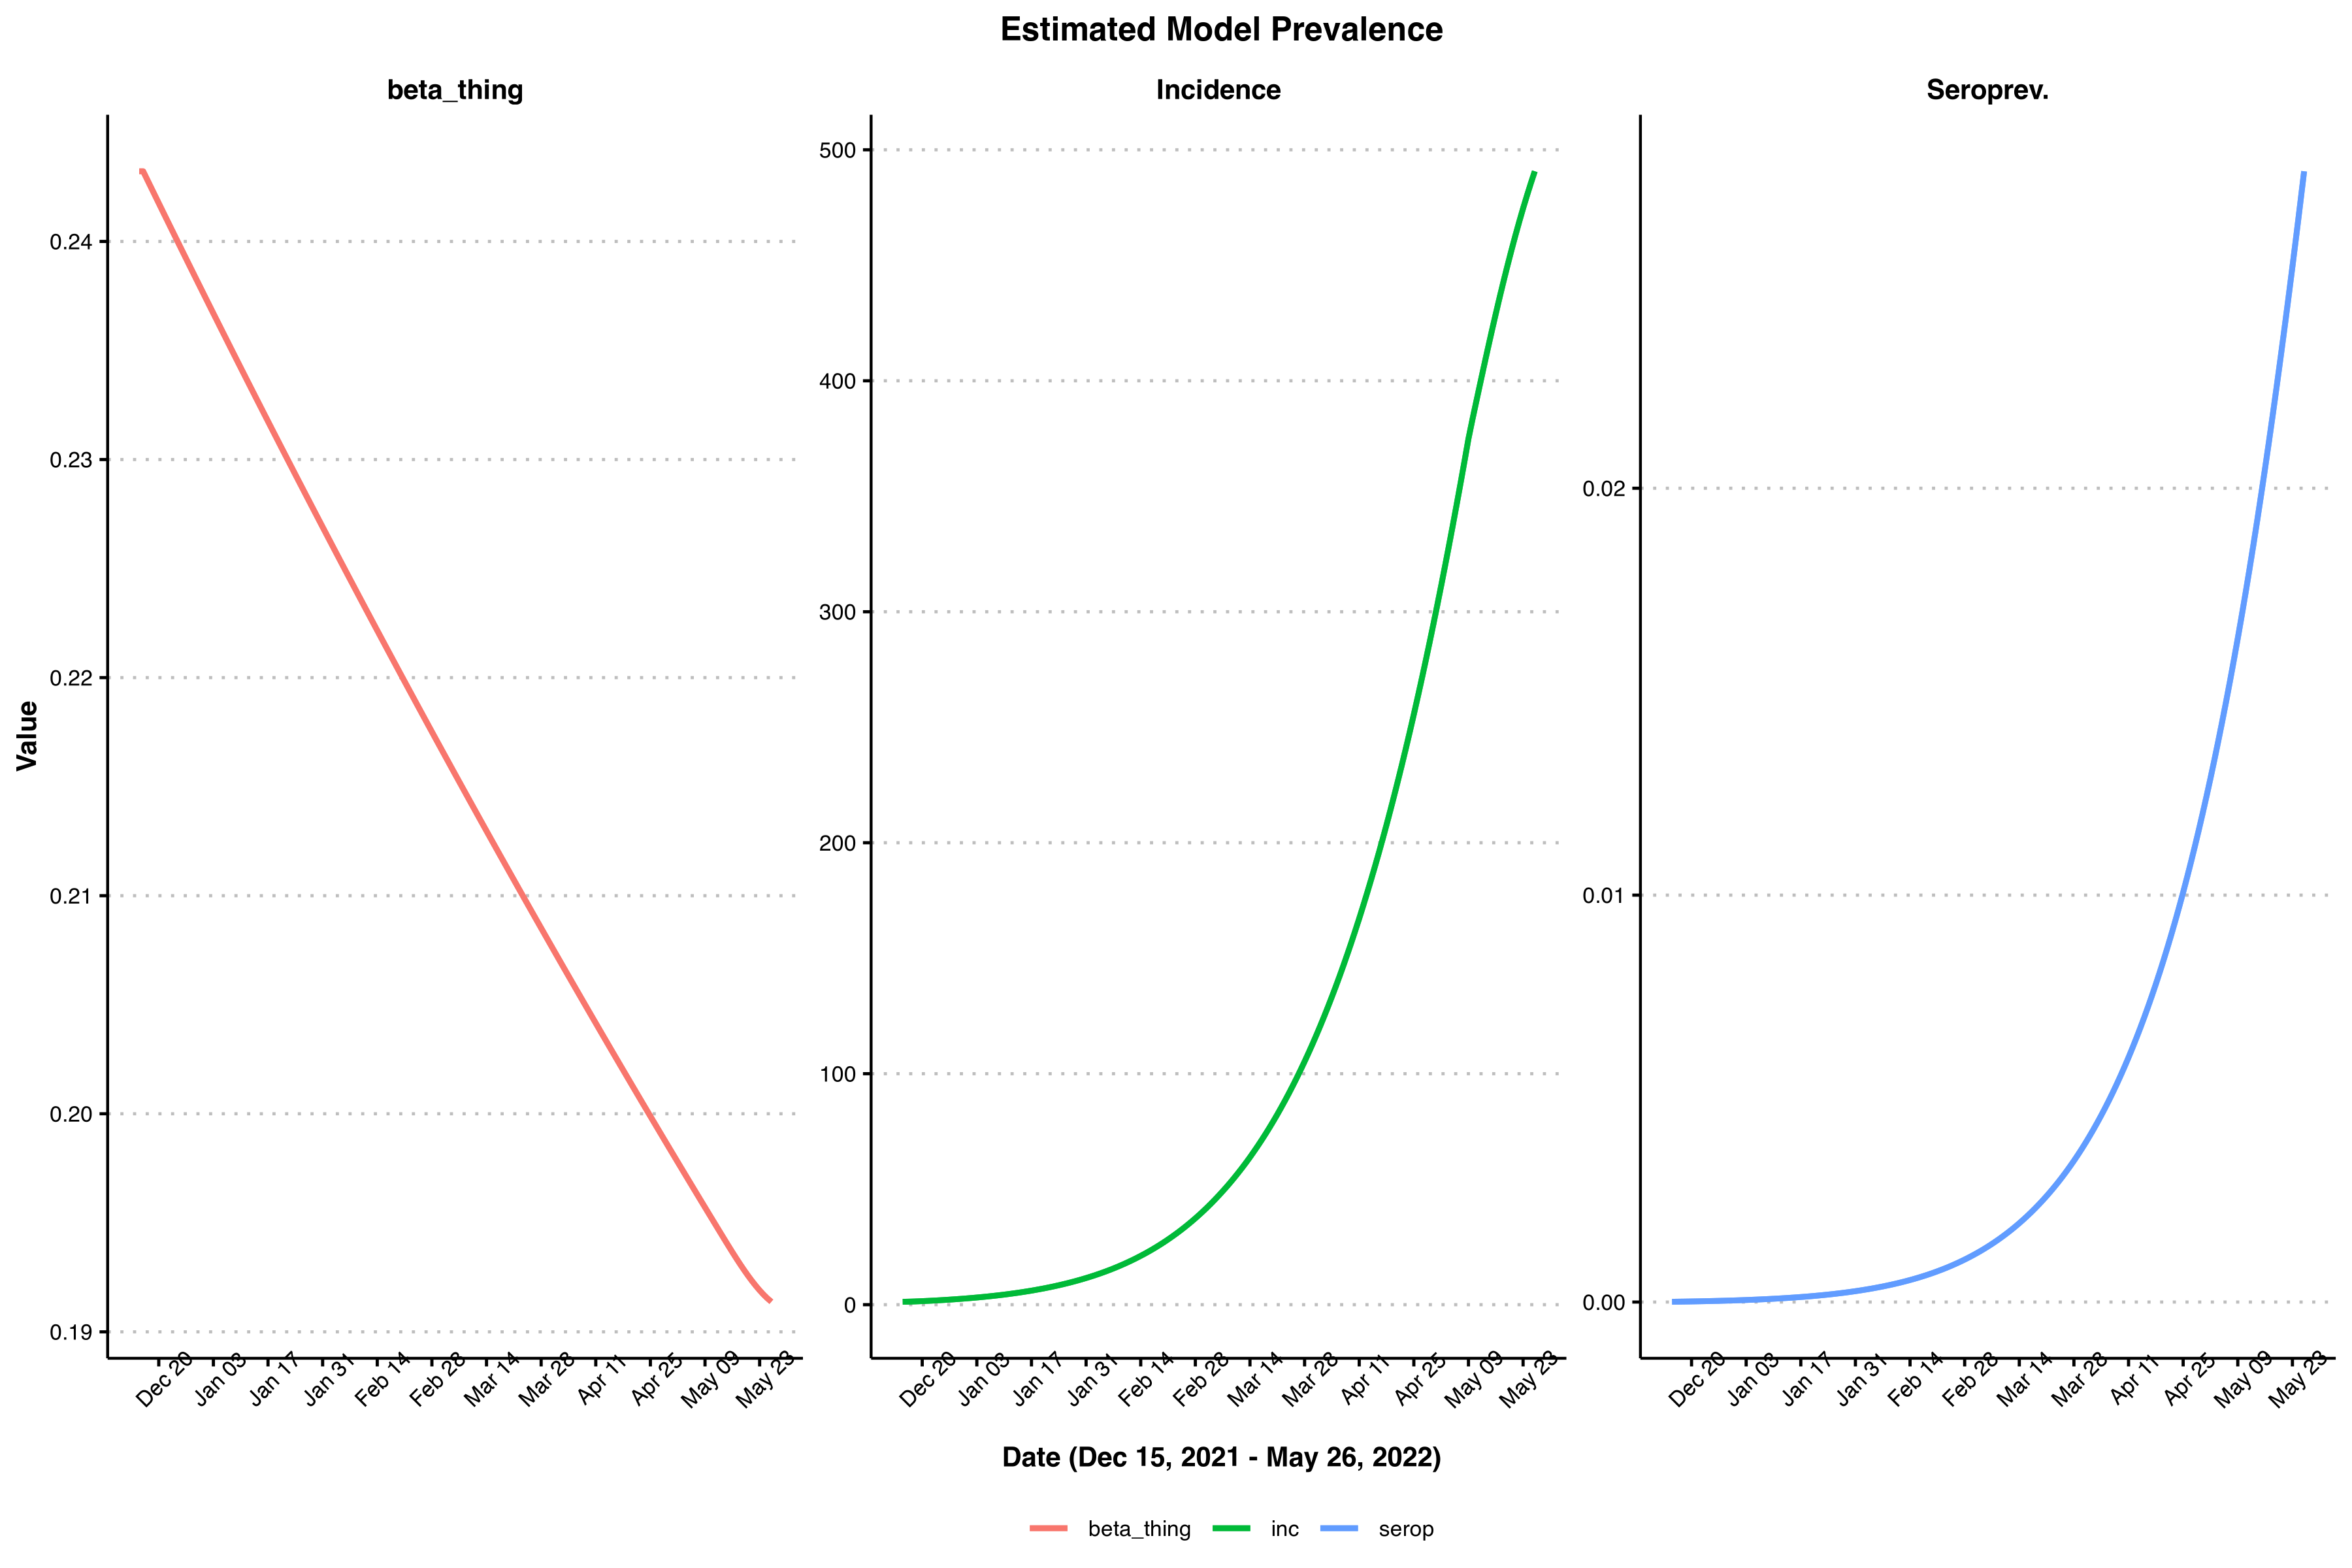 Estimated Model Prevalence
beta_thing
Incidence
Seroprev.
Value
0.24
0.23
0.22
0.21
0.20
0.19
500
400
300
200
100
0
0.02
0.01
0.00
Dec 20 Jan 03 Jan 17 Jan 31 Feb 14 Feb 28 Mar 14 Mar 28 Apr 11 Apr 25 May 09 May 23
Dec 20 Jan 03 Jan 17 Jan 31 Feb 14 Feb 28 Mar 14 Mar 28 Apr 11 Apr 25 May 09 May 23
Dec 20 Jan 03 Jan 17 Jan 31 Feb 14 Feb 28 Mar 14 Mar 28 Apr 11 Apr 25 May 09 May 23
Date (Dec 15, 2021 - May 26, 2022)
beta_thing inc serop